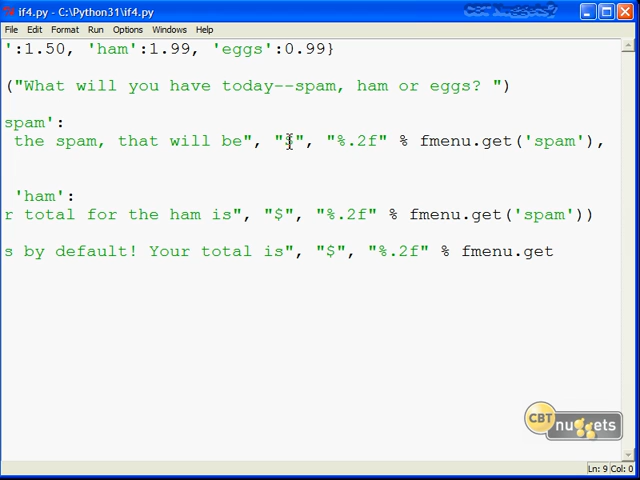 if4.py - C:\Python31\if4.py
CBT Nuggets
File Edit Format Run Options Windows Help
':1.50, 'ham':1.99, 'eggs':0.99}
("What will you have today--spam, ham or eggs? ")
spam':
the spam, that will be", "$", "%.2f" % fmenu.get('spam'),
'ham':
r total for the ham is", "$", "%.2f" % fmenu.get('spam'))
s by default! Your total is", "$", "%.2f" % fmenu.get
CBT nuggets
Ln: 9 Col: 0